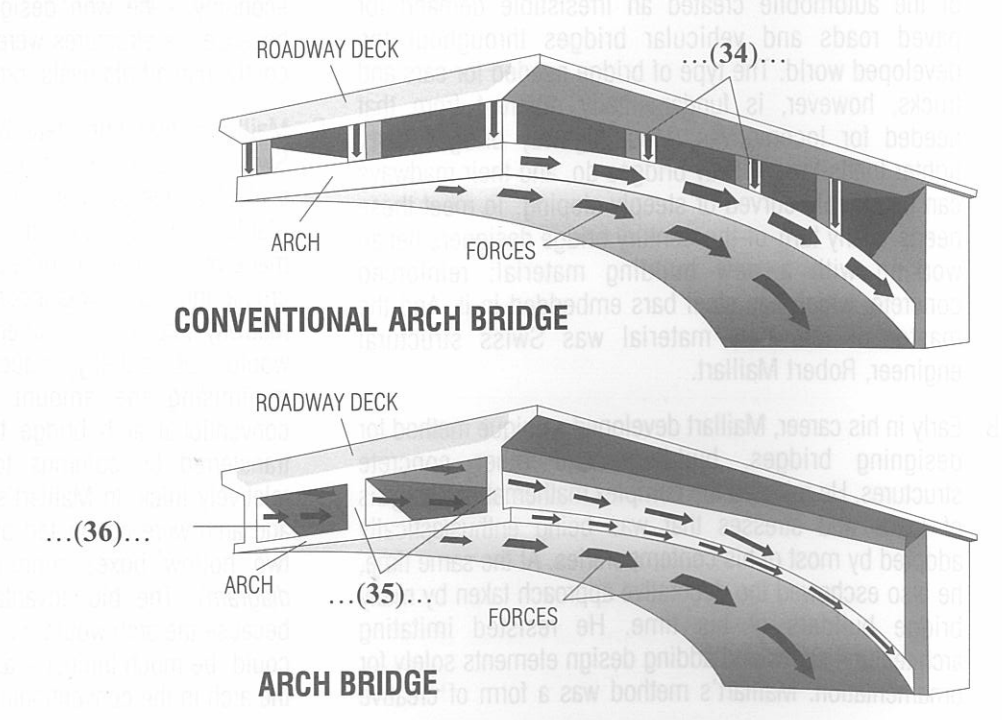 ROADWAY DECK
...(34)...
ARCH
FORCES
CONVENTIONAL ARCH BRIDGE
ROADWAY DECK
...(36)...
ARCH
...(35)...
FORCES
ARCH BRIDGE